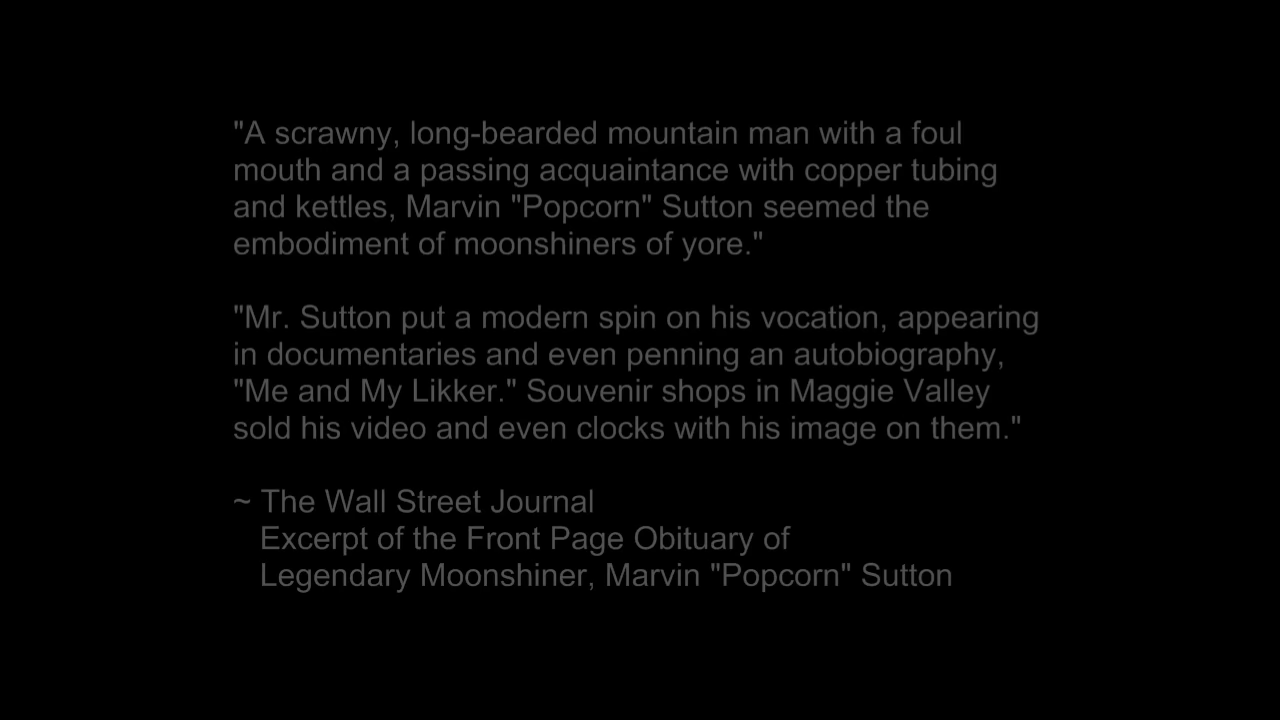 "A scrawny, long-bearded mountain man with a foul
mouth and a passing acquaintance with copper tubing
and kettles, Marvin "Popcorn" Sutton seemed the
embodiment of moonshiners of yore."
"Mr. Sutton put a modern spin on his vocation, appearing
in documentaries and even penning an autobiography,
"Me and My Likker." Souvenir shops in Maggie Valley
sold his video and even clocks with his image on them."
~ The Wall Street Journal
Excerpt of the Front Page Obituary of
Legendary Moonshiner, Marvin "Popcorn" Sutton